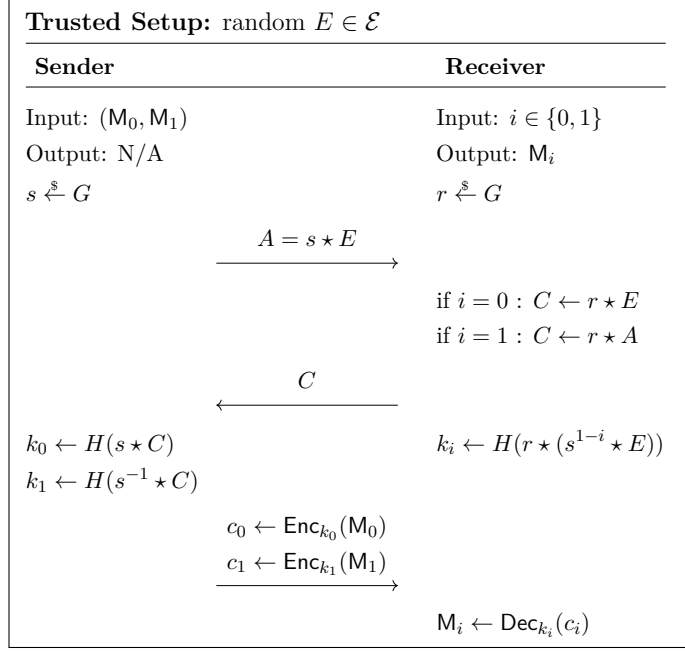 Trusted Setup: random E ∈ ℰ
Sender Receiver
Input: (M₀, M₁) Input: i ∈ {0, 1}
Output: N/A Output: Mᵢ
s ←$ G r ←$ G
A = s ⋆ E
if i = 0 : C ← r ⋆ E
if i = 1 : C ← r ⋆ A
C
k₀ ← H(s ⋆ C) kᵢ ← H(r ⋆ (s¹⁻ⁱ ⋆ E))
k₁ ← H(s⁻¹ ⋆ C)
c₀ ← Enc_{k₀}(M₀)
c₁ ← Enc_{k₁}(M₁)
Mᵢ ← Dec_{kᵢ}(cᵢ)